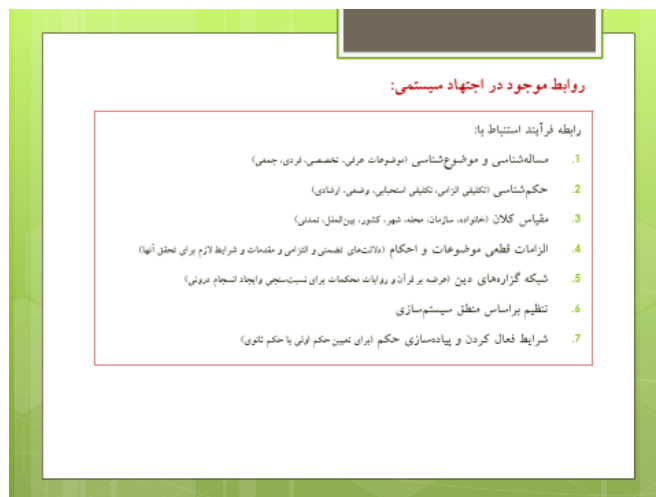 روابط موجود در اجتهاد سیستمی:
رابطه فرآیند استنباط با:
1. مساله‌شناسی و موضوع‌شناسی (موضوعات عرفی، تخصصی، فردی، جمعی)
2. حکم‌شناسی (تکلیفی الزامی، تکلیفی استحبابی، وضعی، ارشادی)
3. مقیاس کلان (خانواده، سازمان، محله، شهر، کشور، بین‌الملل، تمدنی)
4. الزامات قطعی موضوعات و احکام (دلالت‌های تضمنی و التزامی و مقدمات و شرایط لازم برای تحقق آنها)
5. شبکه گزاره‌های دین (عرضه بر قرآن و روایات محکمات برای نسبت‌سنجی وایجاد انسجام درونی)
6. تنظیم براساس منطق سیستم‌سازی
7. شرایط فعال کردن و پیاده‌سازی حکم (برای تعیین حکم اولی یا حکم ثانوی)